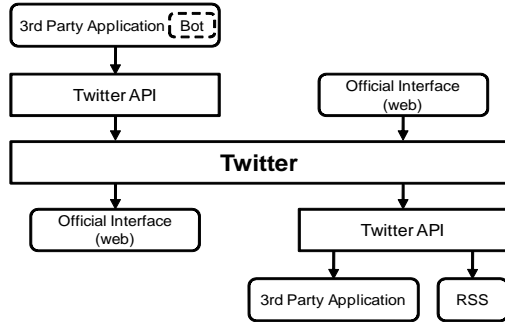 3rd Party Application Bot
Twitter API
Official Interface
(web)
Twitter
Official Interface
(web)
Twitter API
3rd Party Application
RSS